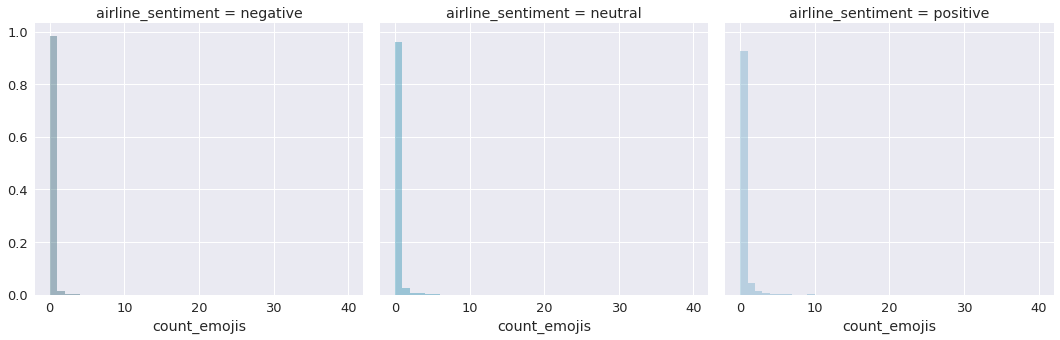 airline_sentiment = negative airline_sentiment = neutral airline_sentiment = positive
1.0
0.8
0.6
0.4
0.2
0.0
0 10 20 30 40 0 10 20 30 40 0 10 20 30 40
count_emojis count_emojis count_emojis